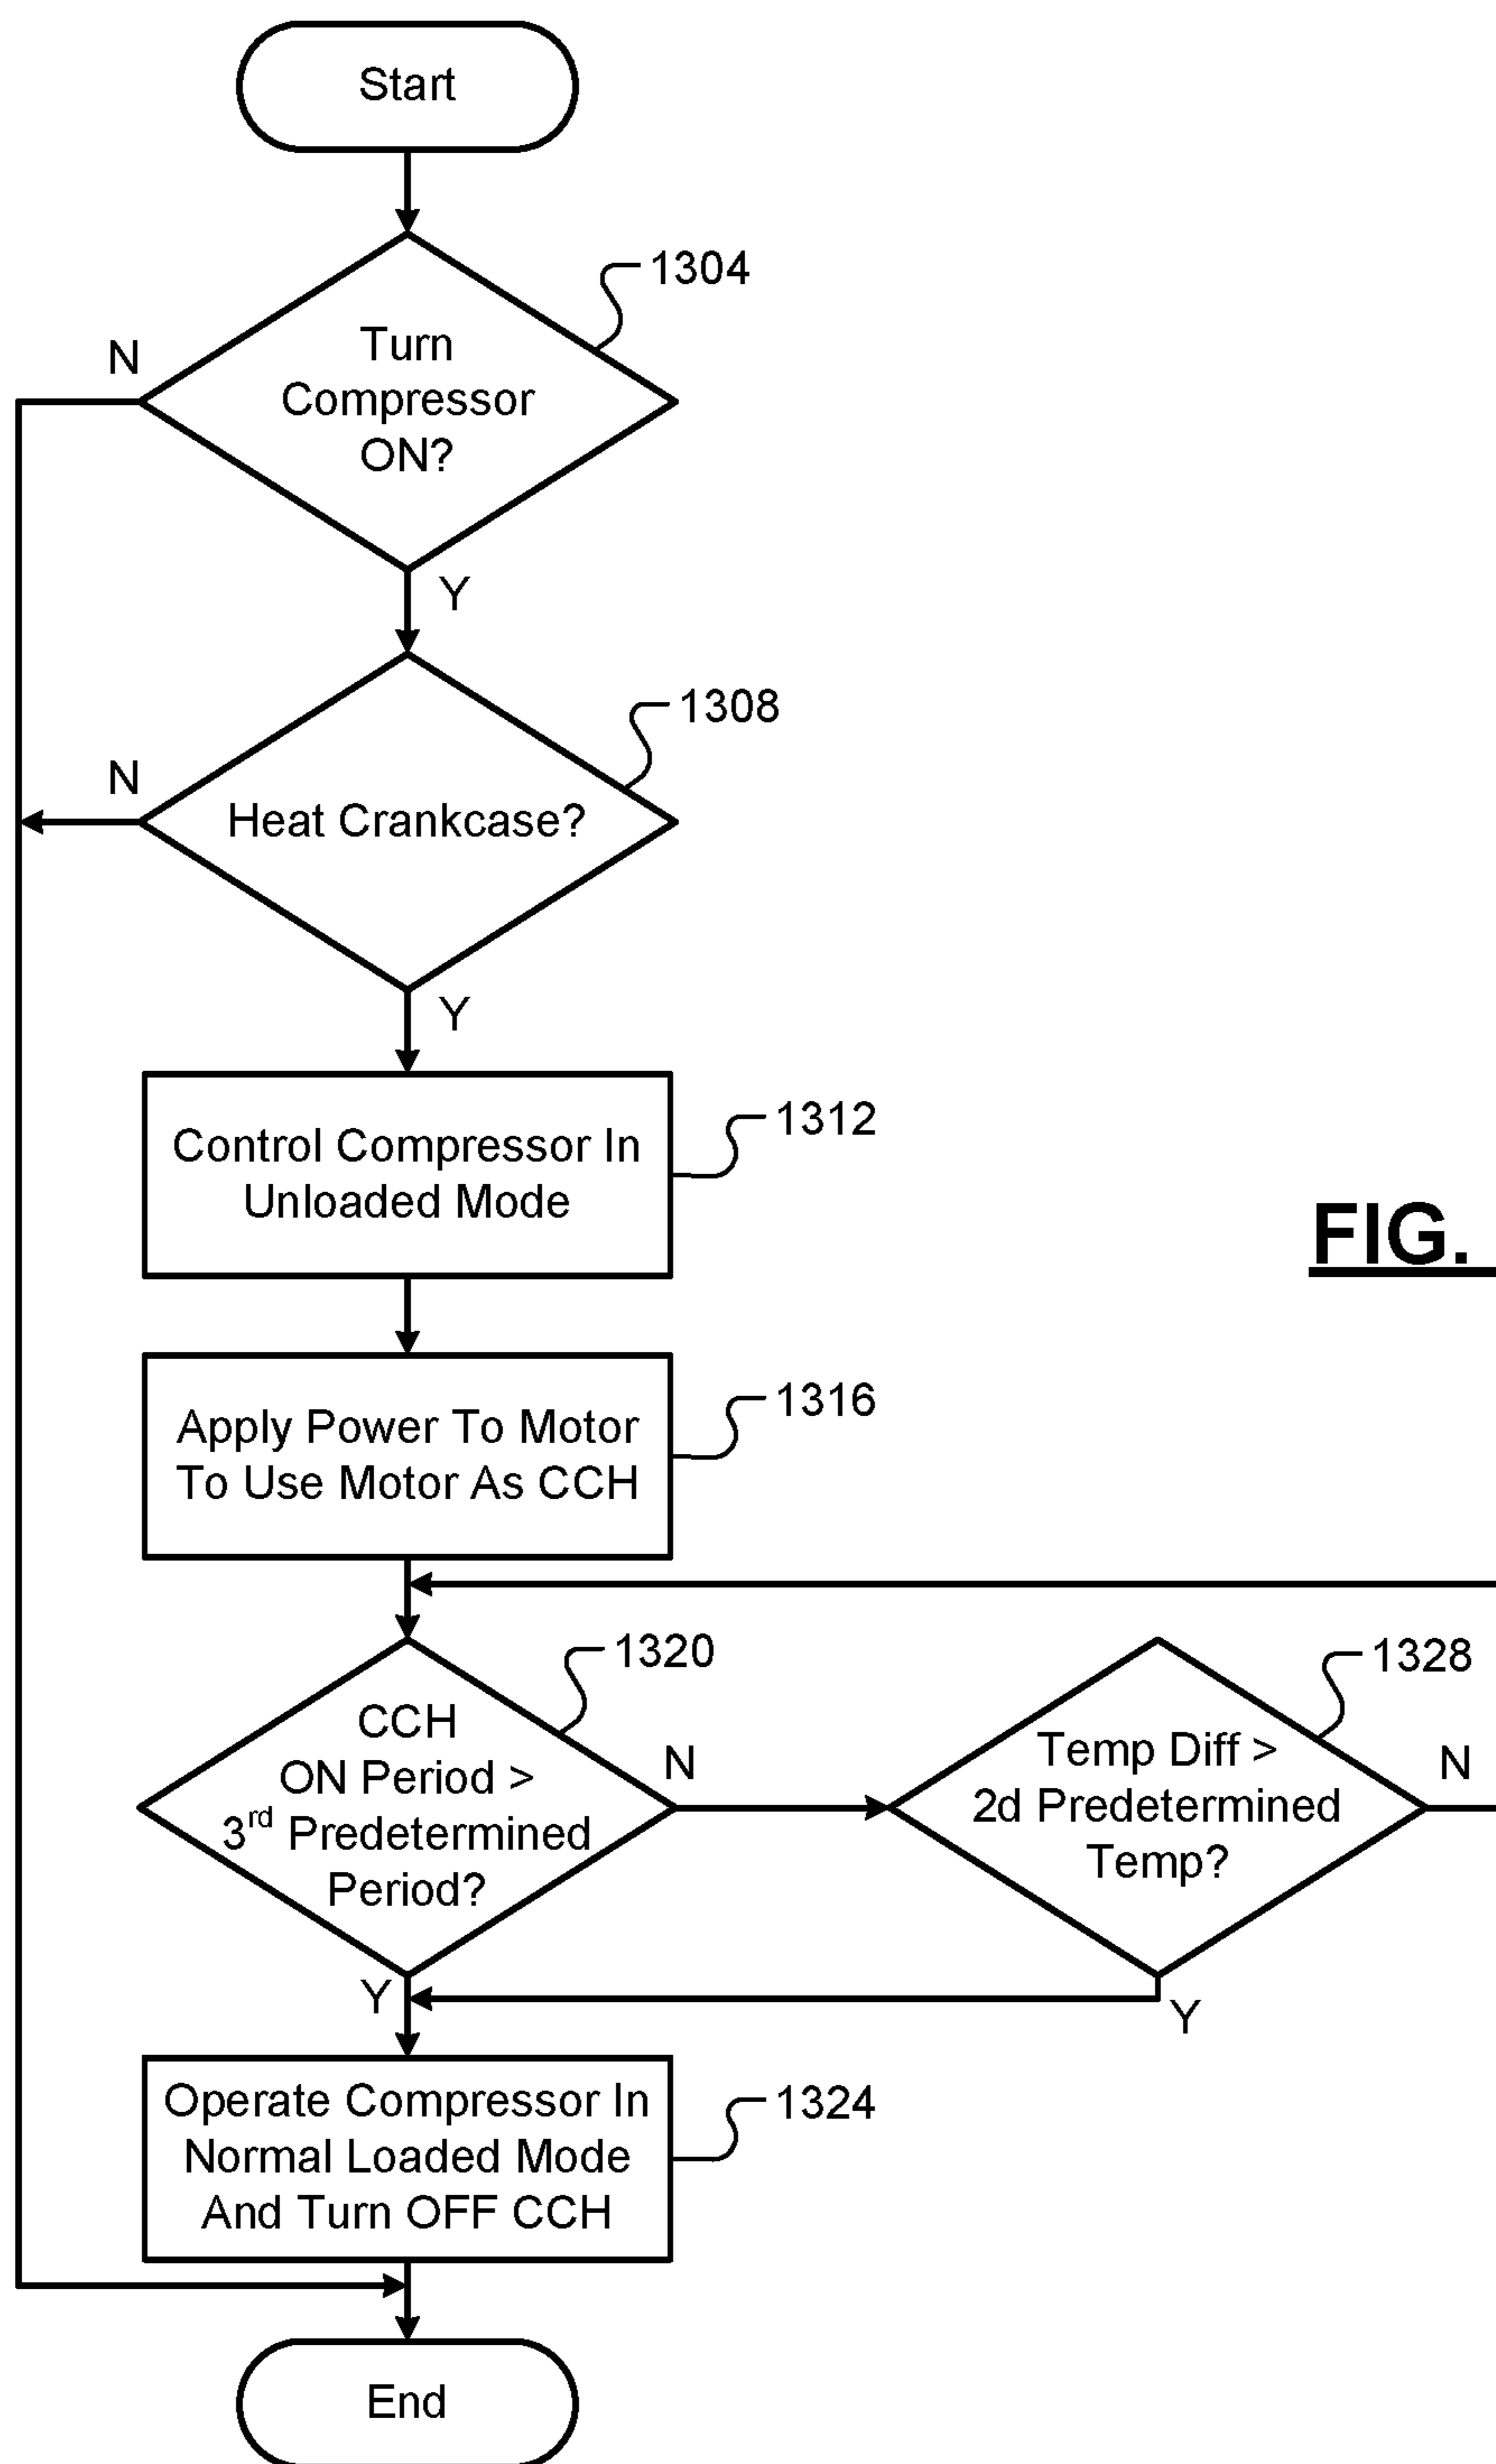 Start
1304
N
Turn
Compressor
ON?
Y
1308
N
Heat Crankcase?
Y
1312
Control Compressor In
Unloaded Mode
FIG.
1316
Apply Power To Motor
To Use Motor As CCH
1320
CCH
ON Period >
3rd Predetermined
Period?
N
1328
Temp Diff >
2d Predetermined
Temp?
N
Y
Y
1324
Operate Compressor In
Normal Loaded Mode
And Turn OFF CCH
End